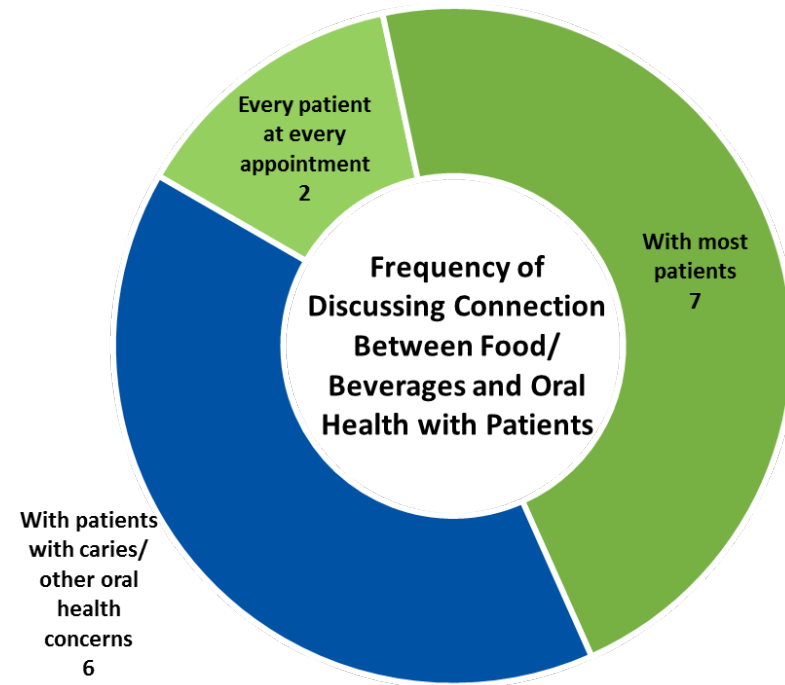 Every patient
at every
appointment
2
With most
patients
7
Frequency of
Discussing Connection
Between Food/
Beverages and Oral
Health with Patients
With patients
with caries/
other oral
health
concerns
6